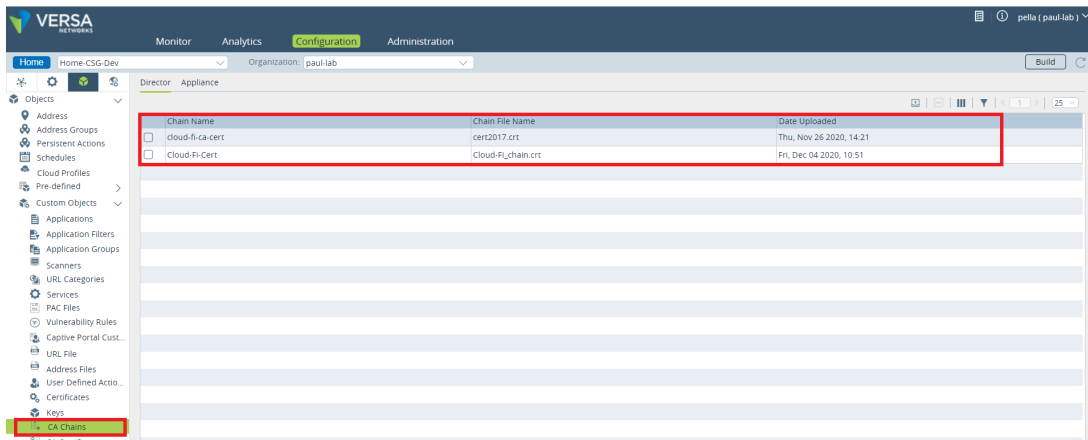 VERSA
NETWORKS
pella ( paul-lab )
Monitor Analytics Configuration Administration
Home Home-CSG-Dev Organization: paul-lab Build
Director Appliance
Objects
Address
Address Groups
Persistent Actions
Schedules
Cloud Profiles
Pre-defined
Custom Objects
Applications
Application Filters
Application Groups
Scanners
URL Categories
Services
PAC Files
Vulnerability Rules
Captive Portal Cust...
URL File
Address Files
User Defined Actio...
Certificates
Keys
CA Chains
1 25
Chain Name Chain File Name Date Uploaded
cloud-fi-ca-cert cert2017.crt Thu, Nov 26 2020, 14:21
Cloud-Fi-Cert Cloud-Fi_chain.crt Fri, Dec 04 2020, 10:51